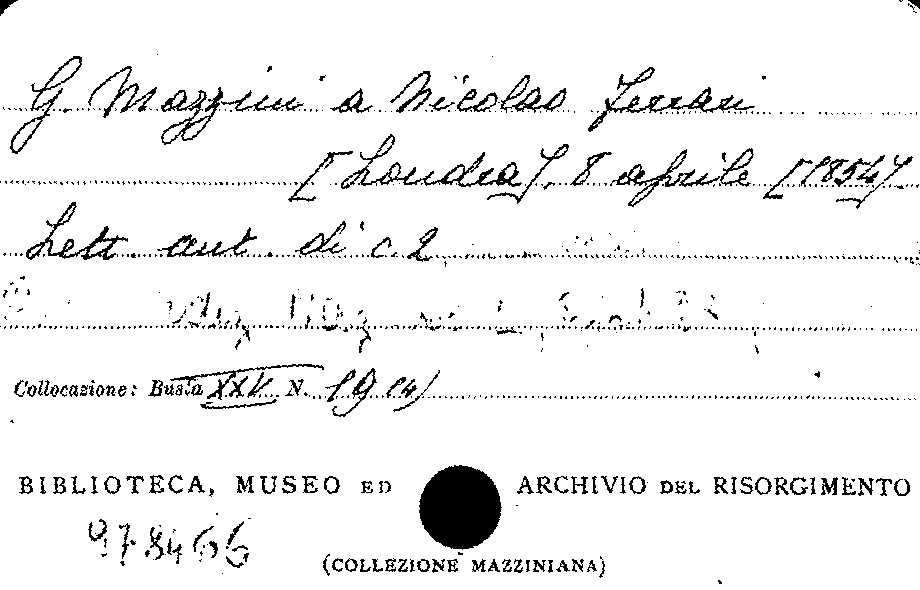 G. Mazzini a Nicolao Ferrari
[Londra], 8 aprile [1854]
Lett. aut. di c. 2
Collocazione: Busta XXV N. 19 (4)
BIBLIOTECA, MUSEO ED ARCHIVIO DEL RISORGIMENTO
978466
(COLLEZIONE MAZZINIANA)